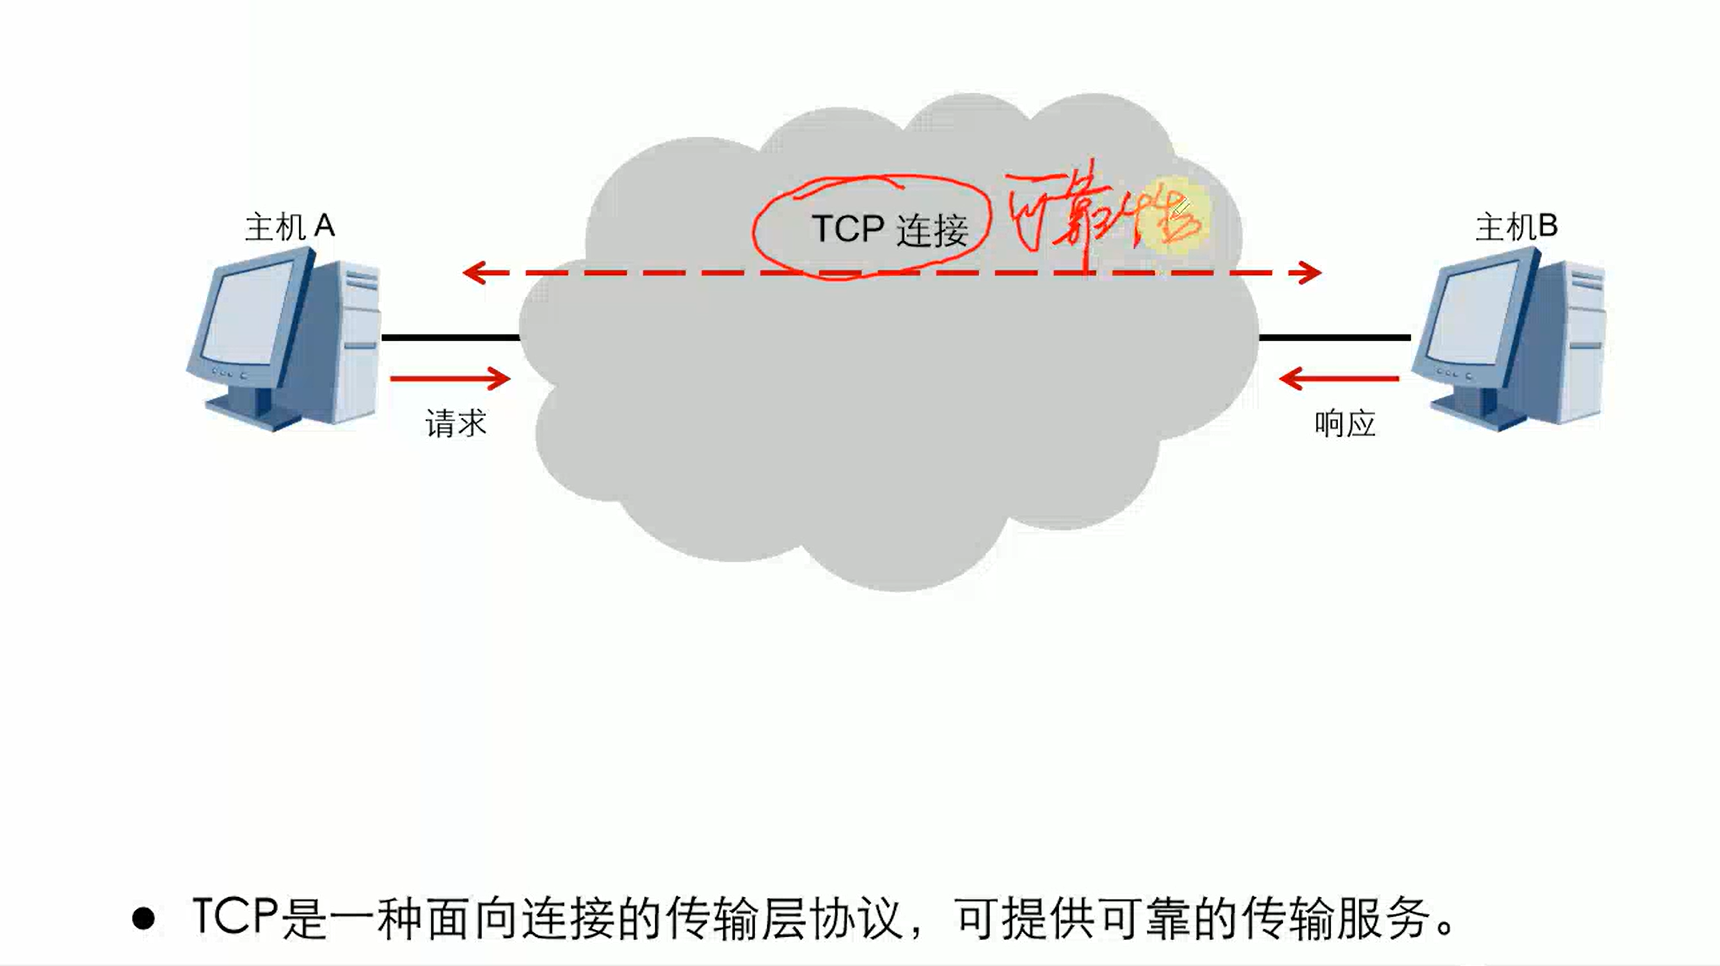 主机 A
TCP 连接 可靠性
主机B
请求
响应
● TCP是一种面向连接的传输层协议，可提供可靠的传输服务。